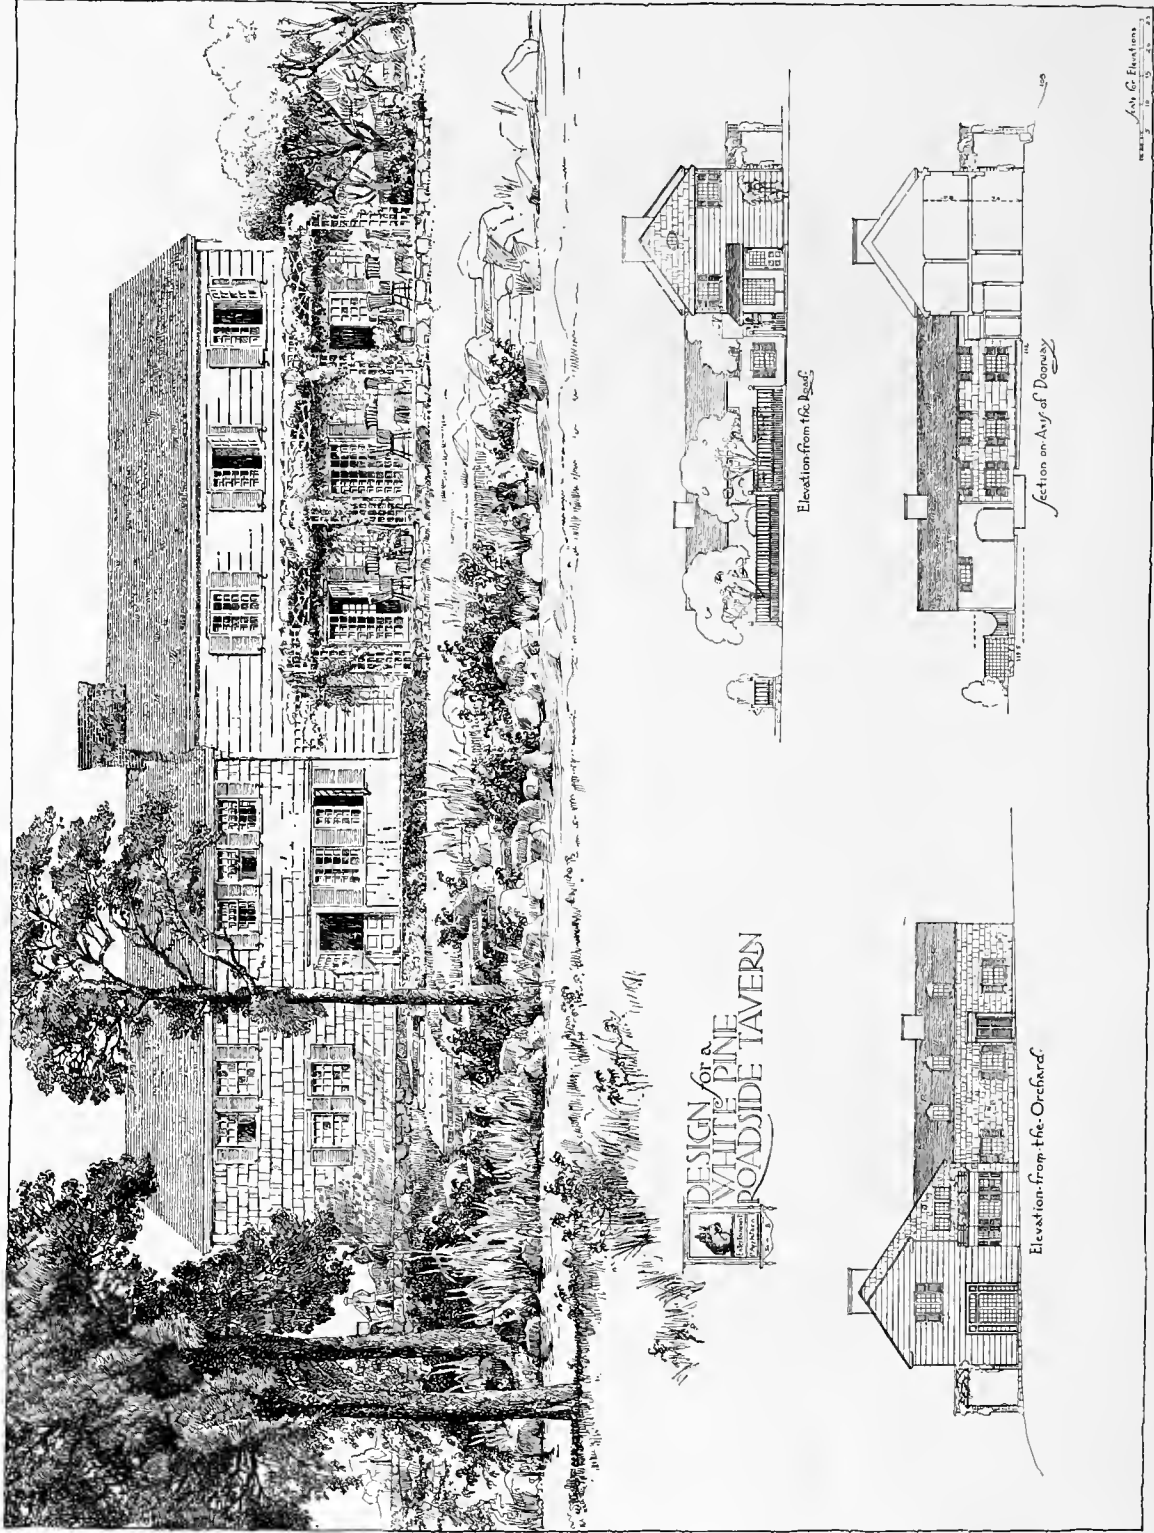 DESIGN for a
WHITE PINE
ROADSIDE TAVERN
Elevation·from·the·Road·
Elevation·from·the·Orchard·
Section on Axis of Doorway
Scale for Elevations